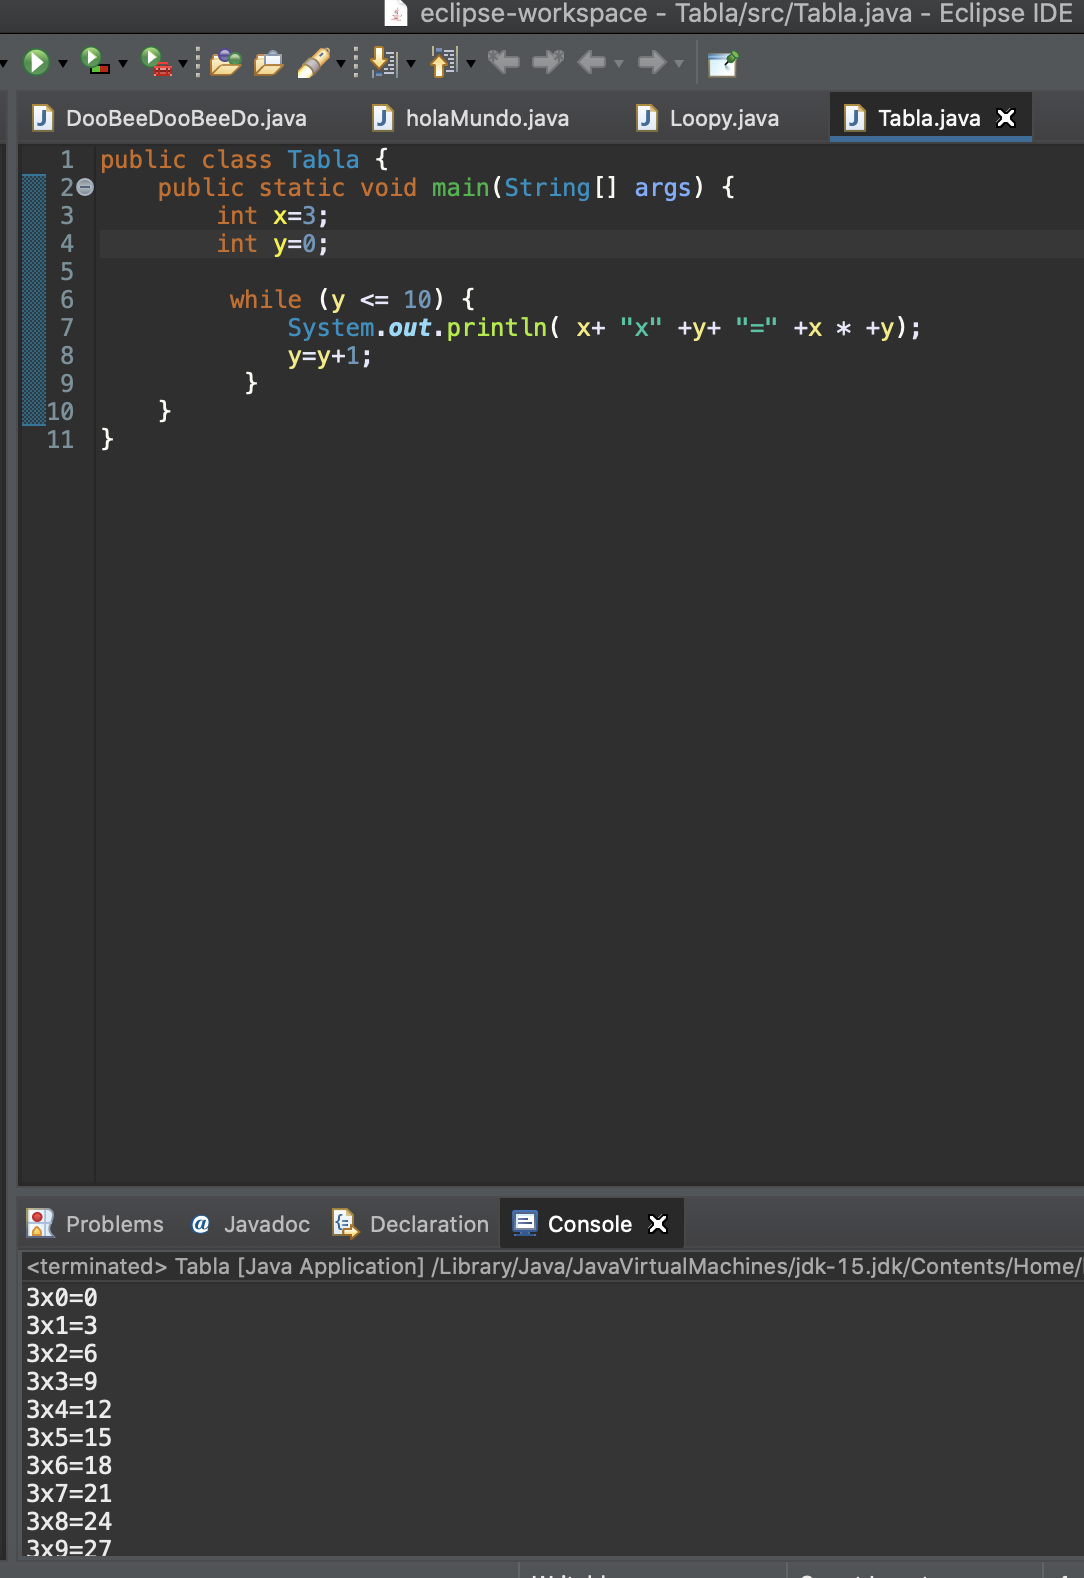 eclipse-workspace - Tabla/src/Tabla.java - Eclipse IDE
DooBeeDooBeeDo.java holaMundo.java Loopy.java Tabla.java
1 public class Tabla {
2 public static void main(String[] args) {
3 int x=3;
4 int y=0;
5
6 while (y <= 10) {
7 System.out.println( x+ "x" +y+ "=" +x * +y);
8 y=y+1;
9 }
10 }
11 }
Problems @ Javadoc Declaration Console
<terminated> Tabla [Java Application] /Library/Java/JavaVirtualMachines/jdk-15.jdk/Contents/Home/
3x0=0
3x1=3
3x2=6
3x3=9
3x4=12
3x5=15
3x6=18
3x7=21
3x8=24
3x9=27